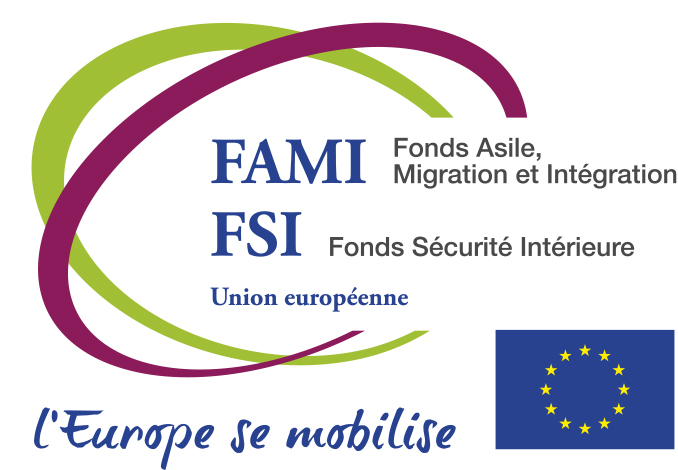 FAMI Fonds Asile,
Migration et Intégration
FSI Fonds Sécurité Intérieure
Union européenne
l'Europe se mobilise